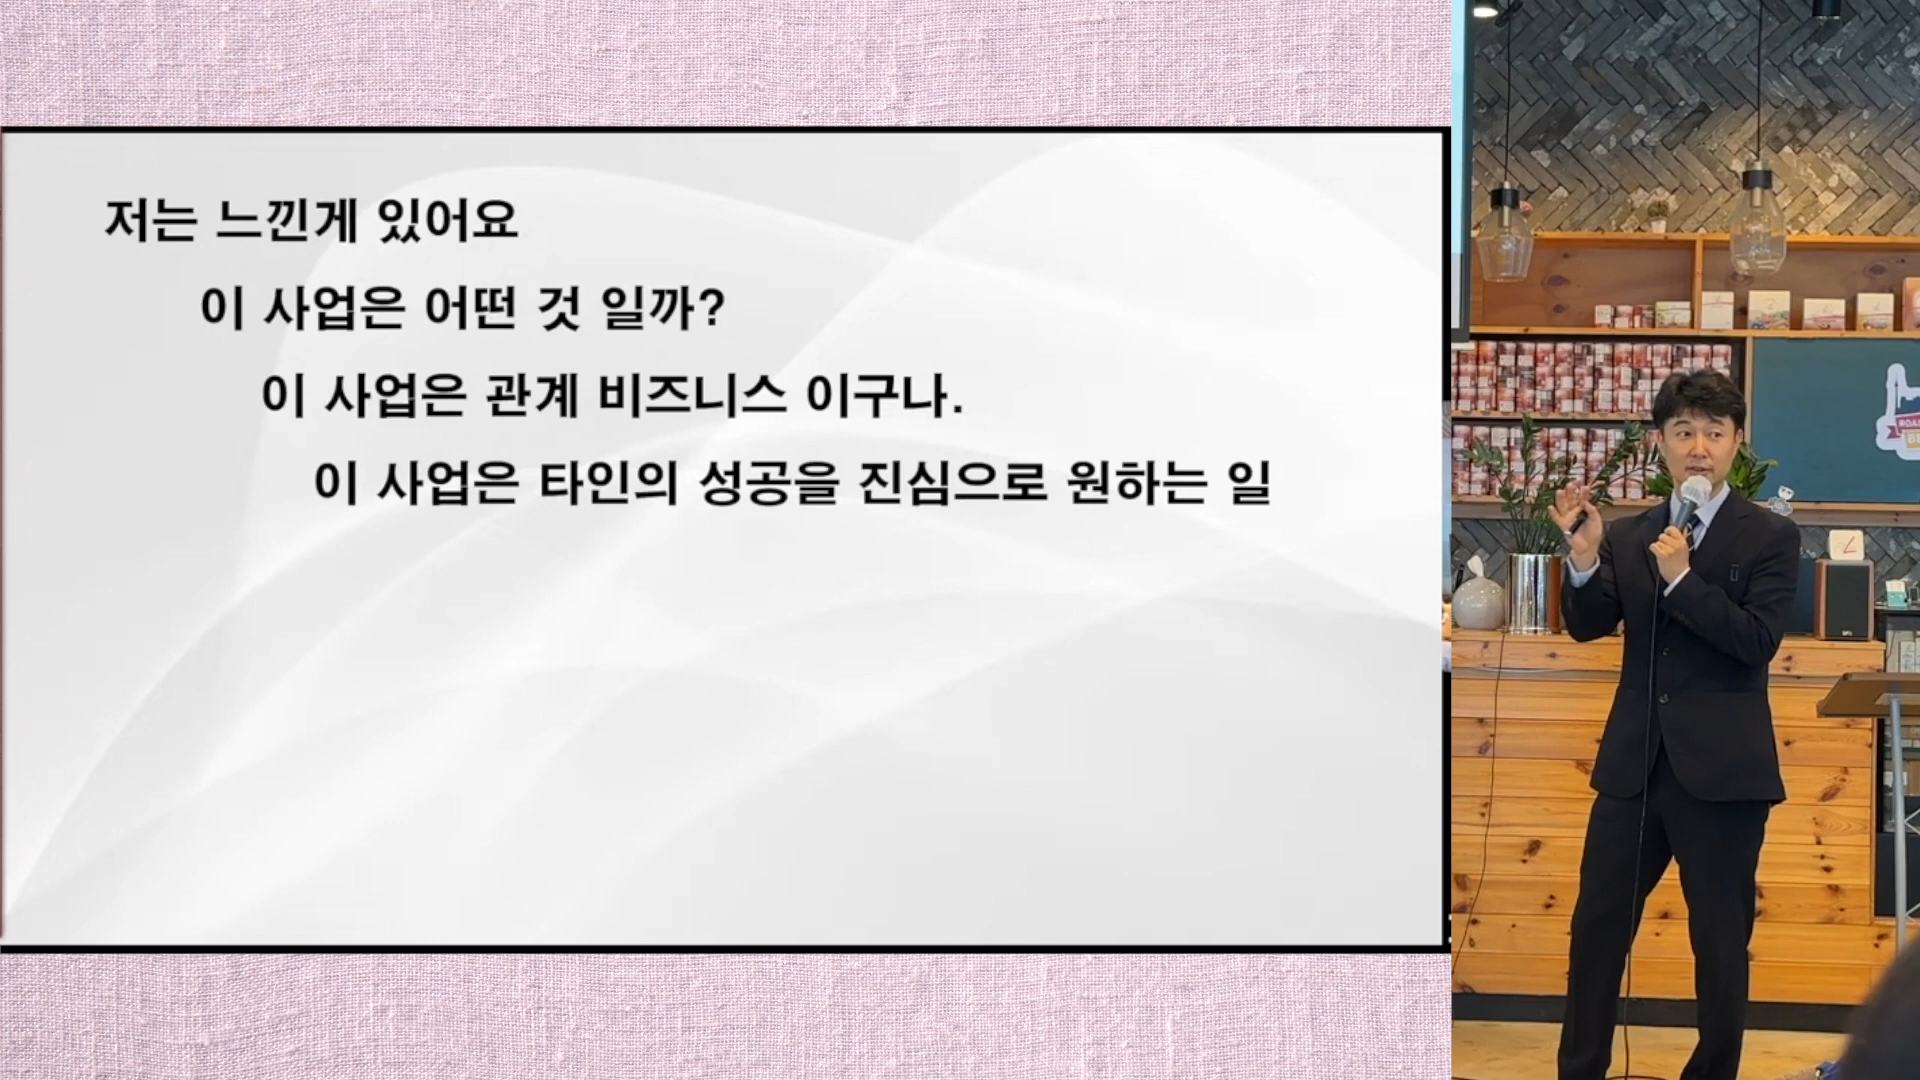 저는 느낀게 있어요
이 사업은 어떤 것 일까?
이 사업은 관계 비즈니스 이구나.
이 사업은 타인의 성공을 진심으로 원하는 일